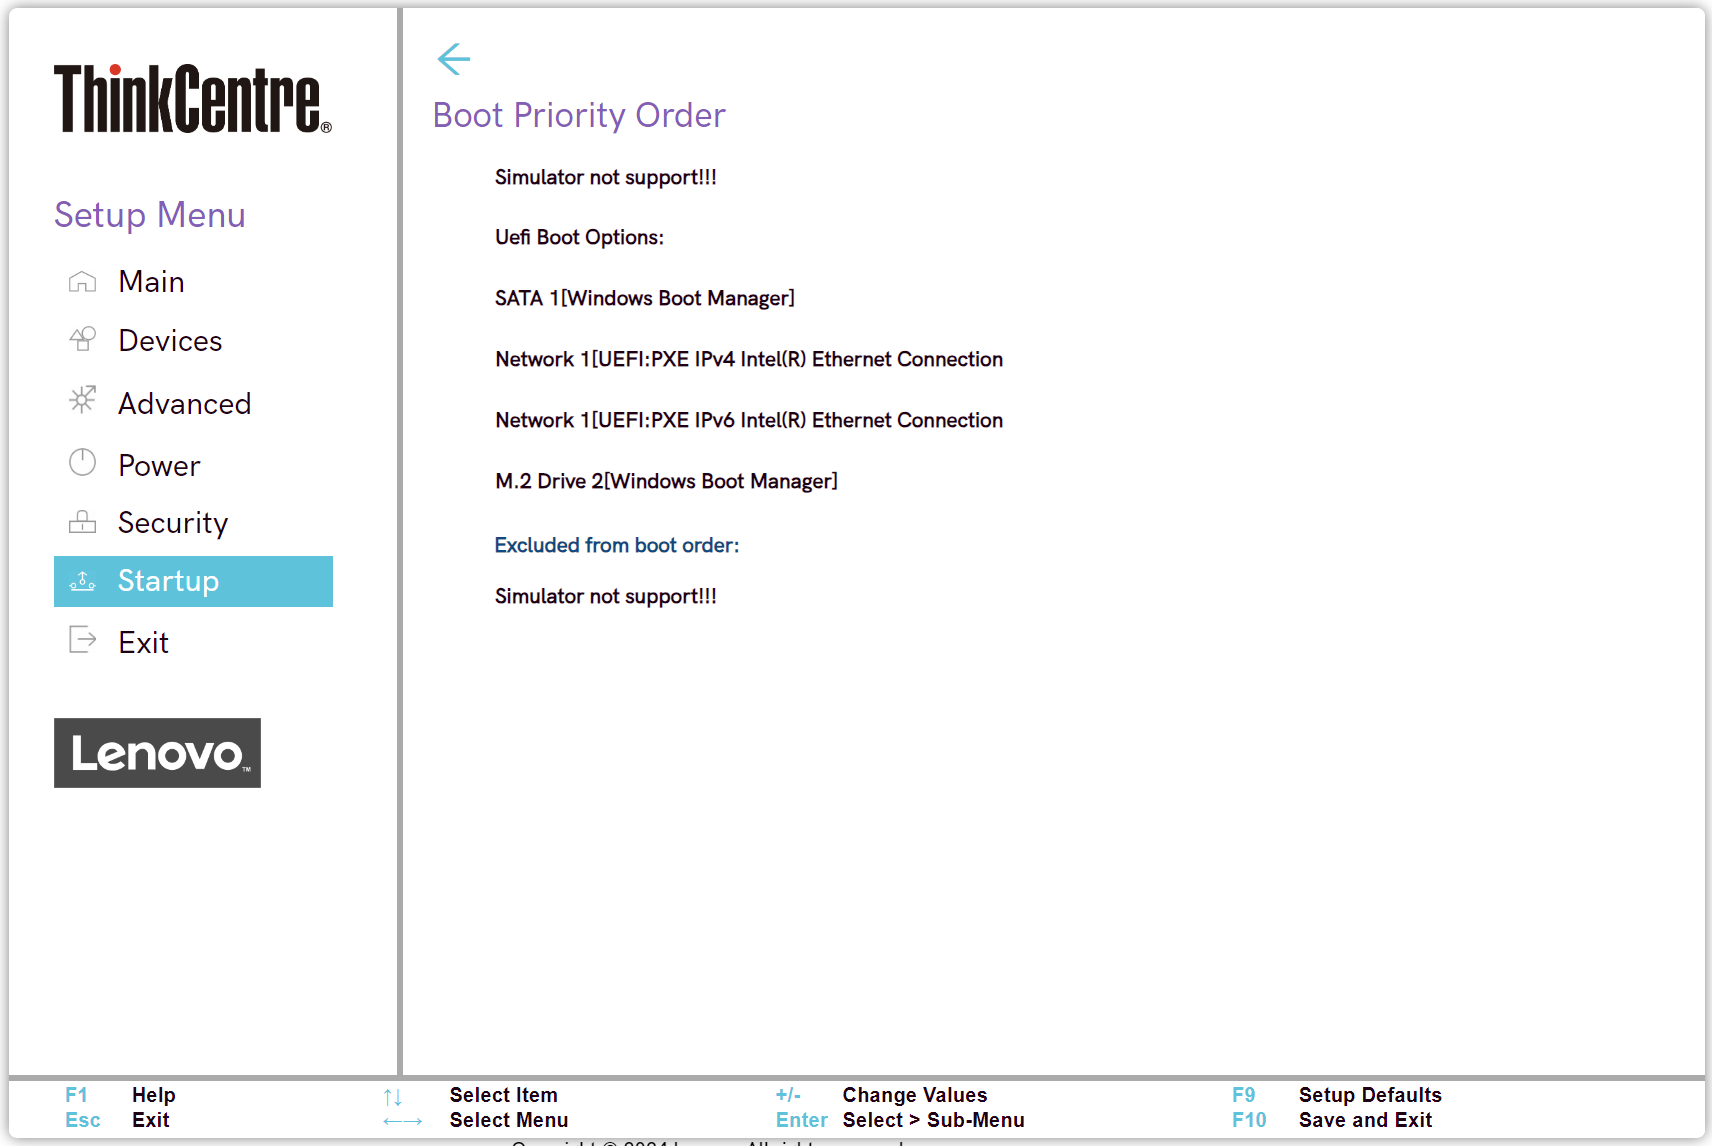 ThinkCentre®
Setup Menu
Main
Devices
Advanced
Power
Security
Startup
Exit
Lenovo™
Boot Priority Order
Simulator not support!!!
Uefi Boot Options:
SATA 1[Windows Boot Manager]
Network 1[UEFI:PXE IPv4 Intel(R) Ethernet Connection
Network 1[UEFI:PXE IPv6 Intel(R) Ethernet Connection
M.2 Drive 2[Windows Boot Manager]
Excluded from boot order:
Simulator not support!!!
F1 Help ↑↓ Select Item +/- Change Values F9 Setup Defaults
Esc Exit ←→ Select Menu Enter Select > Sub-Menu F10 Save and Exit
Copyright © 2024